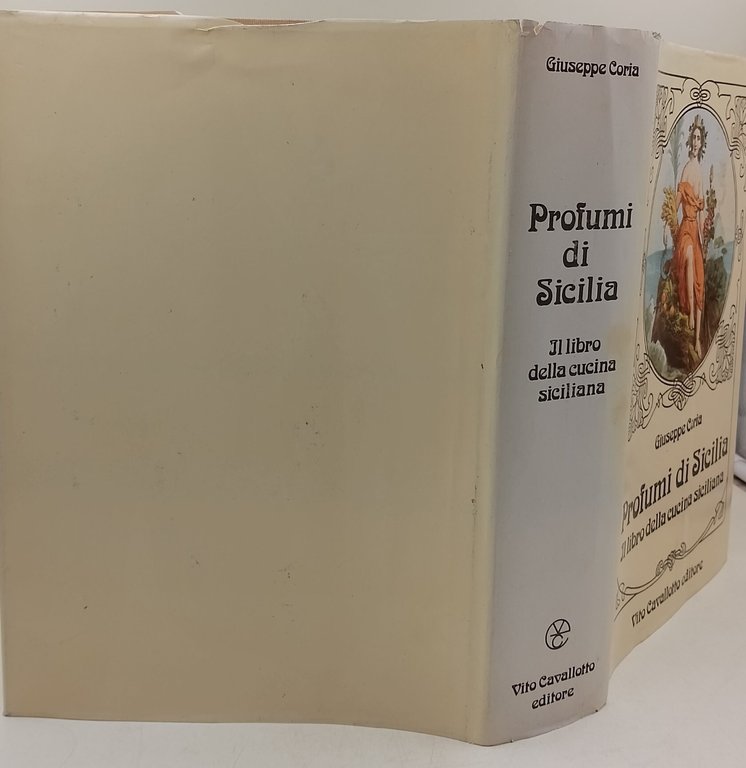 Giuseppe Coria
Profumi
di
Sicilia
Il libro
della cucina
siciliana
Vito Cavallotto
editore
Giuseppe Coria
Profumi di Sicilia
Il libro della cucina siciliana
Vito Cavallotto editore